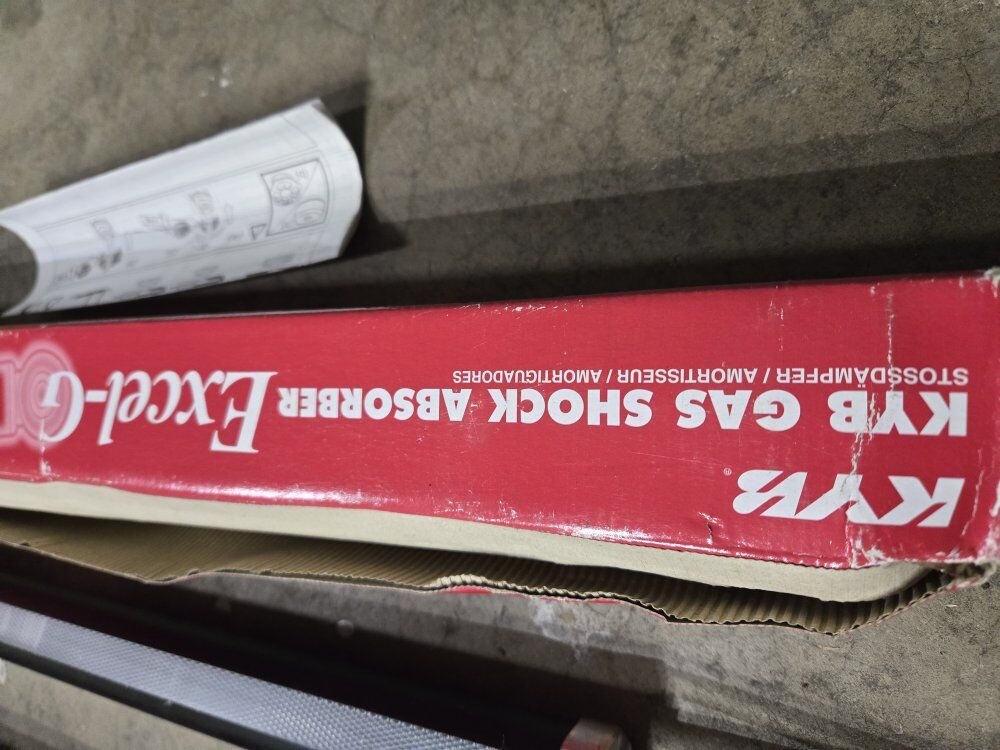 KYB®
KYB GAS SHOCK ABSORBER Excel-G
STOSSDÄMPFER / AMORTISSEUR / AMORTIGUADORES